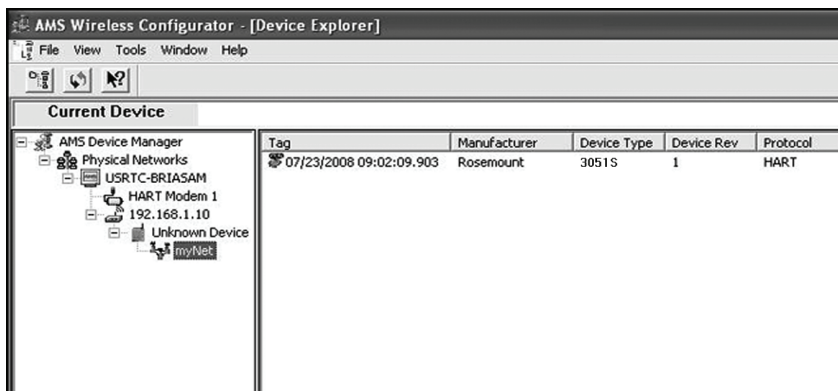 AMS Wireless Configurator - [Device Explorer]
File View Tools Window Help
Current Device
AMS Device Manager
Physical Networks
USRTC-BRIASAM
HART Modem 1
192.168.1.10
Unknown Device
myNet
Tag Manufacturer Device Type Device Rev Protocol
07/23/2008 09:02:09.903 Rosemount 3051S 1 HART